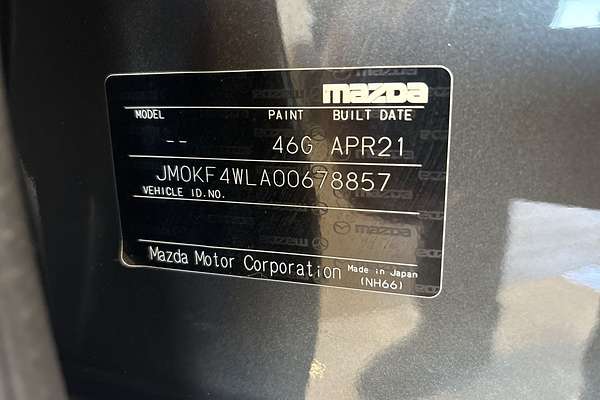 mazda
MODEL PAINT BUILT DATE
-- 46G APR21
JM0KF4WLA00678857
VEHICLE ID.NO.
Mazda Motor Corporation Made in Japan
(NH66)